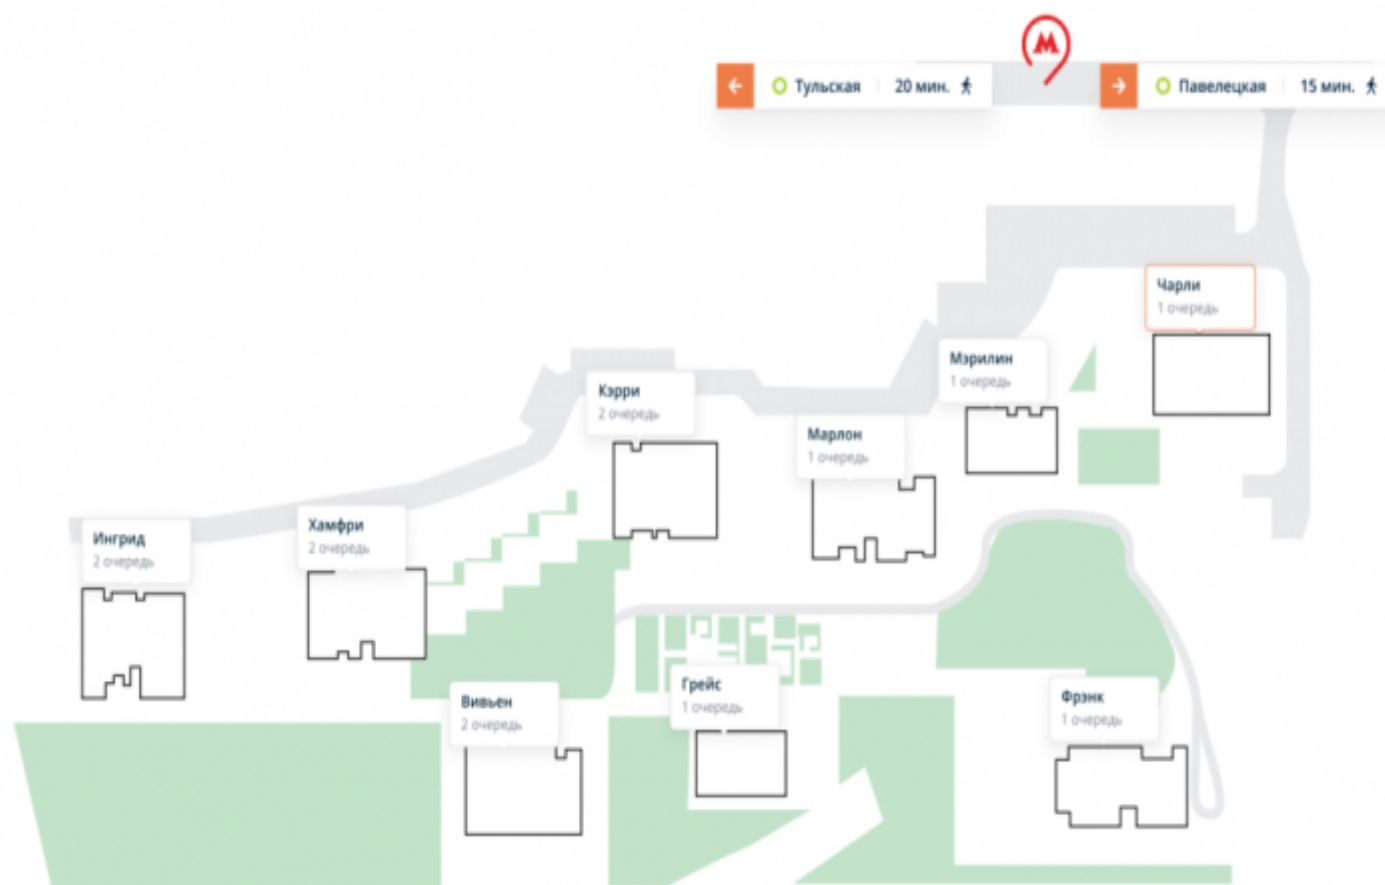 М
Тульская 20 мин.
Павелецкая 15 мин.
Чарли
1 очередь
Мэрилин
1 очередь
Кэрри
2 очередь
Марлон
1 очередь
Хамфри
2 очередь
Ингрид
2 очередь
Грейс
1 очередь
Фрэнк
1 очередь
Вивьен
2 очередь